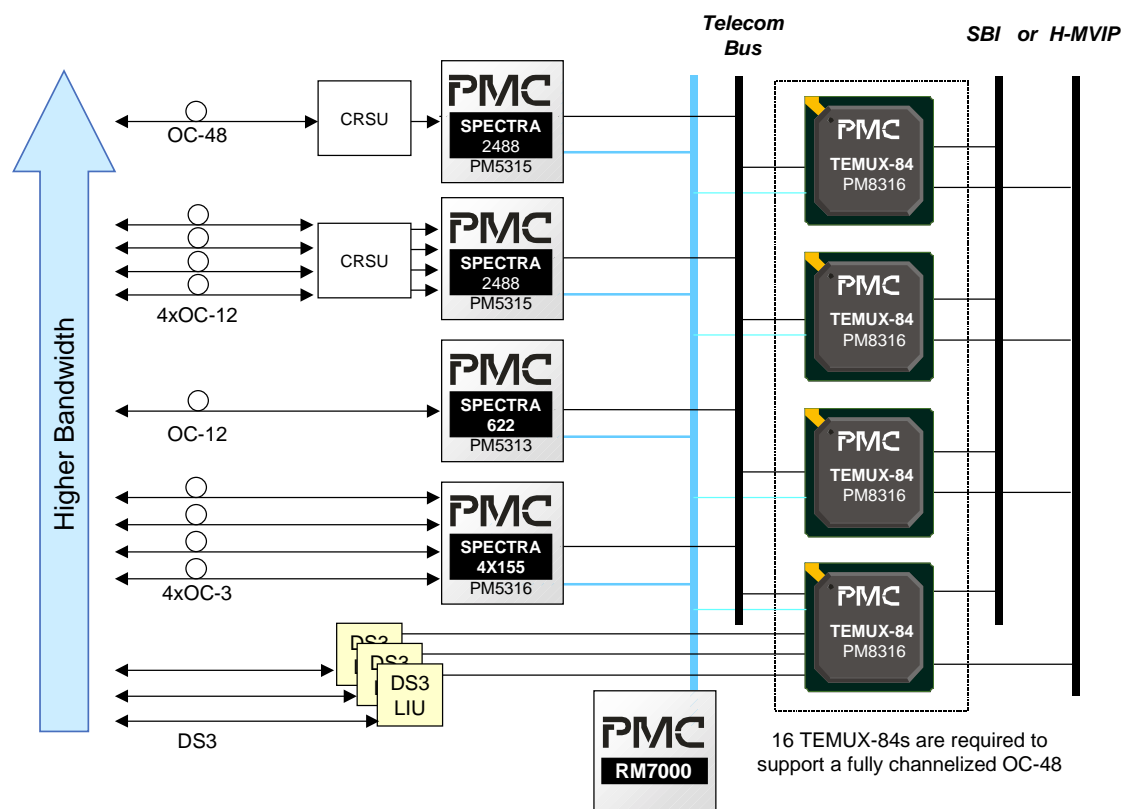 Telecom
Bus
SBI or H-MVIP
Higher Bandwidth
OC-48
CRSU
PMC
SPECTRA
2488
PM5315
4xOC-12
CRSU
PMC
SPECTRA
2488
PM5315
OC-12
PMC
SPECTRA
622
PM5313
4xOC-3
PMC
SPECTRA
4X155
PM5316
DS3
DS3
DS3
DS3
LIU
PMC
RM7000
PMC
TEMUX-84
PM8316
PMC
TEMUX-84
PM8316
PMC
TEMUX-84
PM8316
PMC
TEMUX-84
PM8316
16 TEMUX-84s are required to
support a fully channelized OC-48